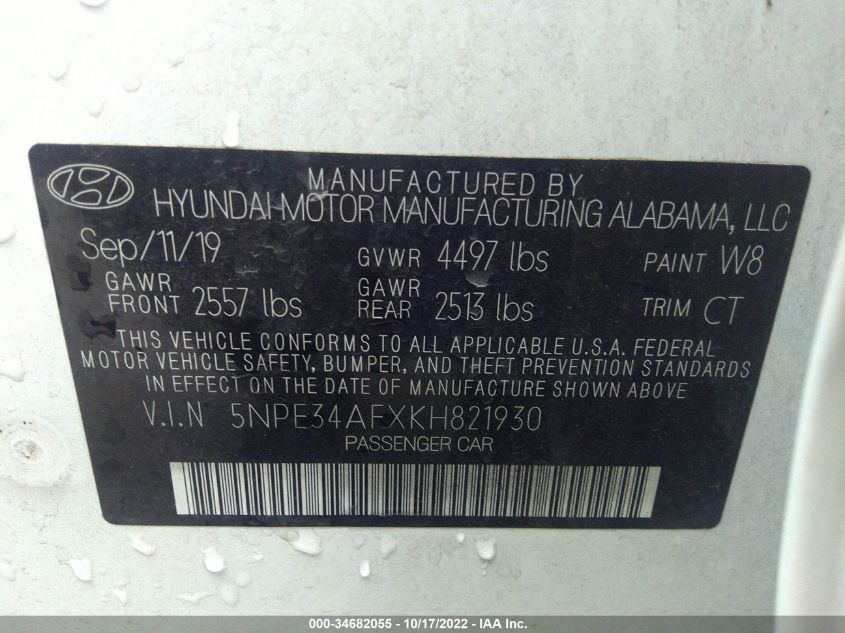 MANUFACTURED BY
HYUNDAI MOTOR MANUFACTURING ALABAMA, LLC
Sep/11/19 GVWR 4497 lbs PAINT W8
GAWR FRONT 2557 lbs GAWR REAR 2513 lbs TRIM CT
THIS VEHICLE CONFORMS TO ALL APPLICABLE U.S.A. FEDERAL
MOTOR VEHICLE SAFETY, BUMPER, AND THEFT PREVENTION STANDARDS
IN EFFECT ON THE DATE OF MANUFACTURE SHOWN ABOVE
V.I.N 5NPE34AFXKH821930
PASSENGER CAR
000-34682055 - 10/17/2022 - IAA Inc.